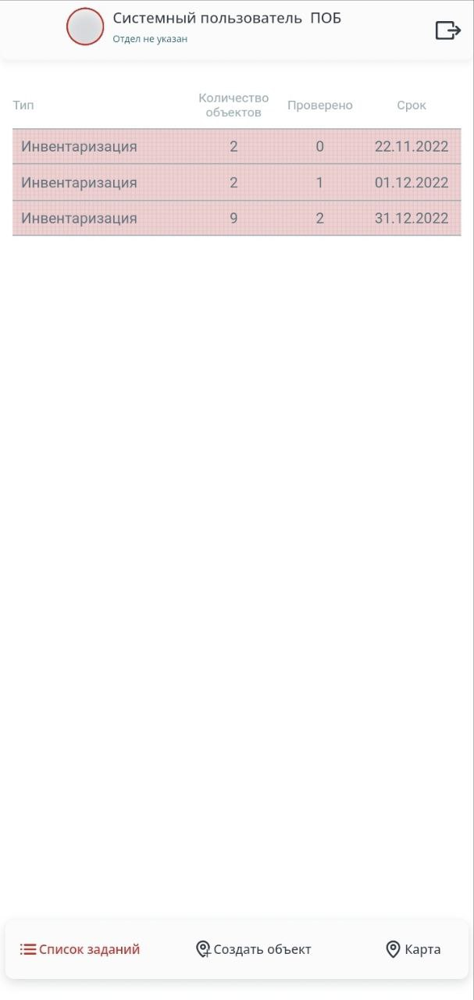 Системный пользователь ПОБ
Отдел не указан
Тип Количество объектов Проверено Срок
Инвентаризация 2 0 22.11.2022
Инвентаризация 2 1 01.12.2022
Инвентаризация 9 2 31.12.2022
Список заданий Создать объект Карта